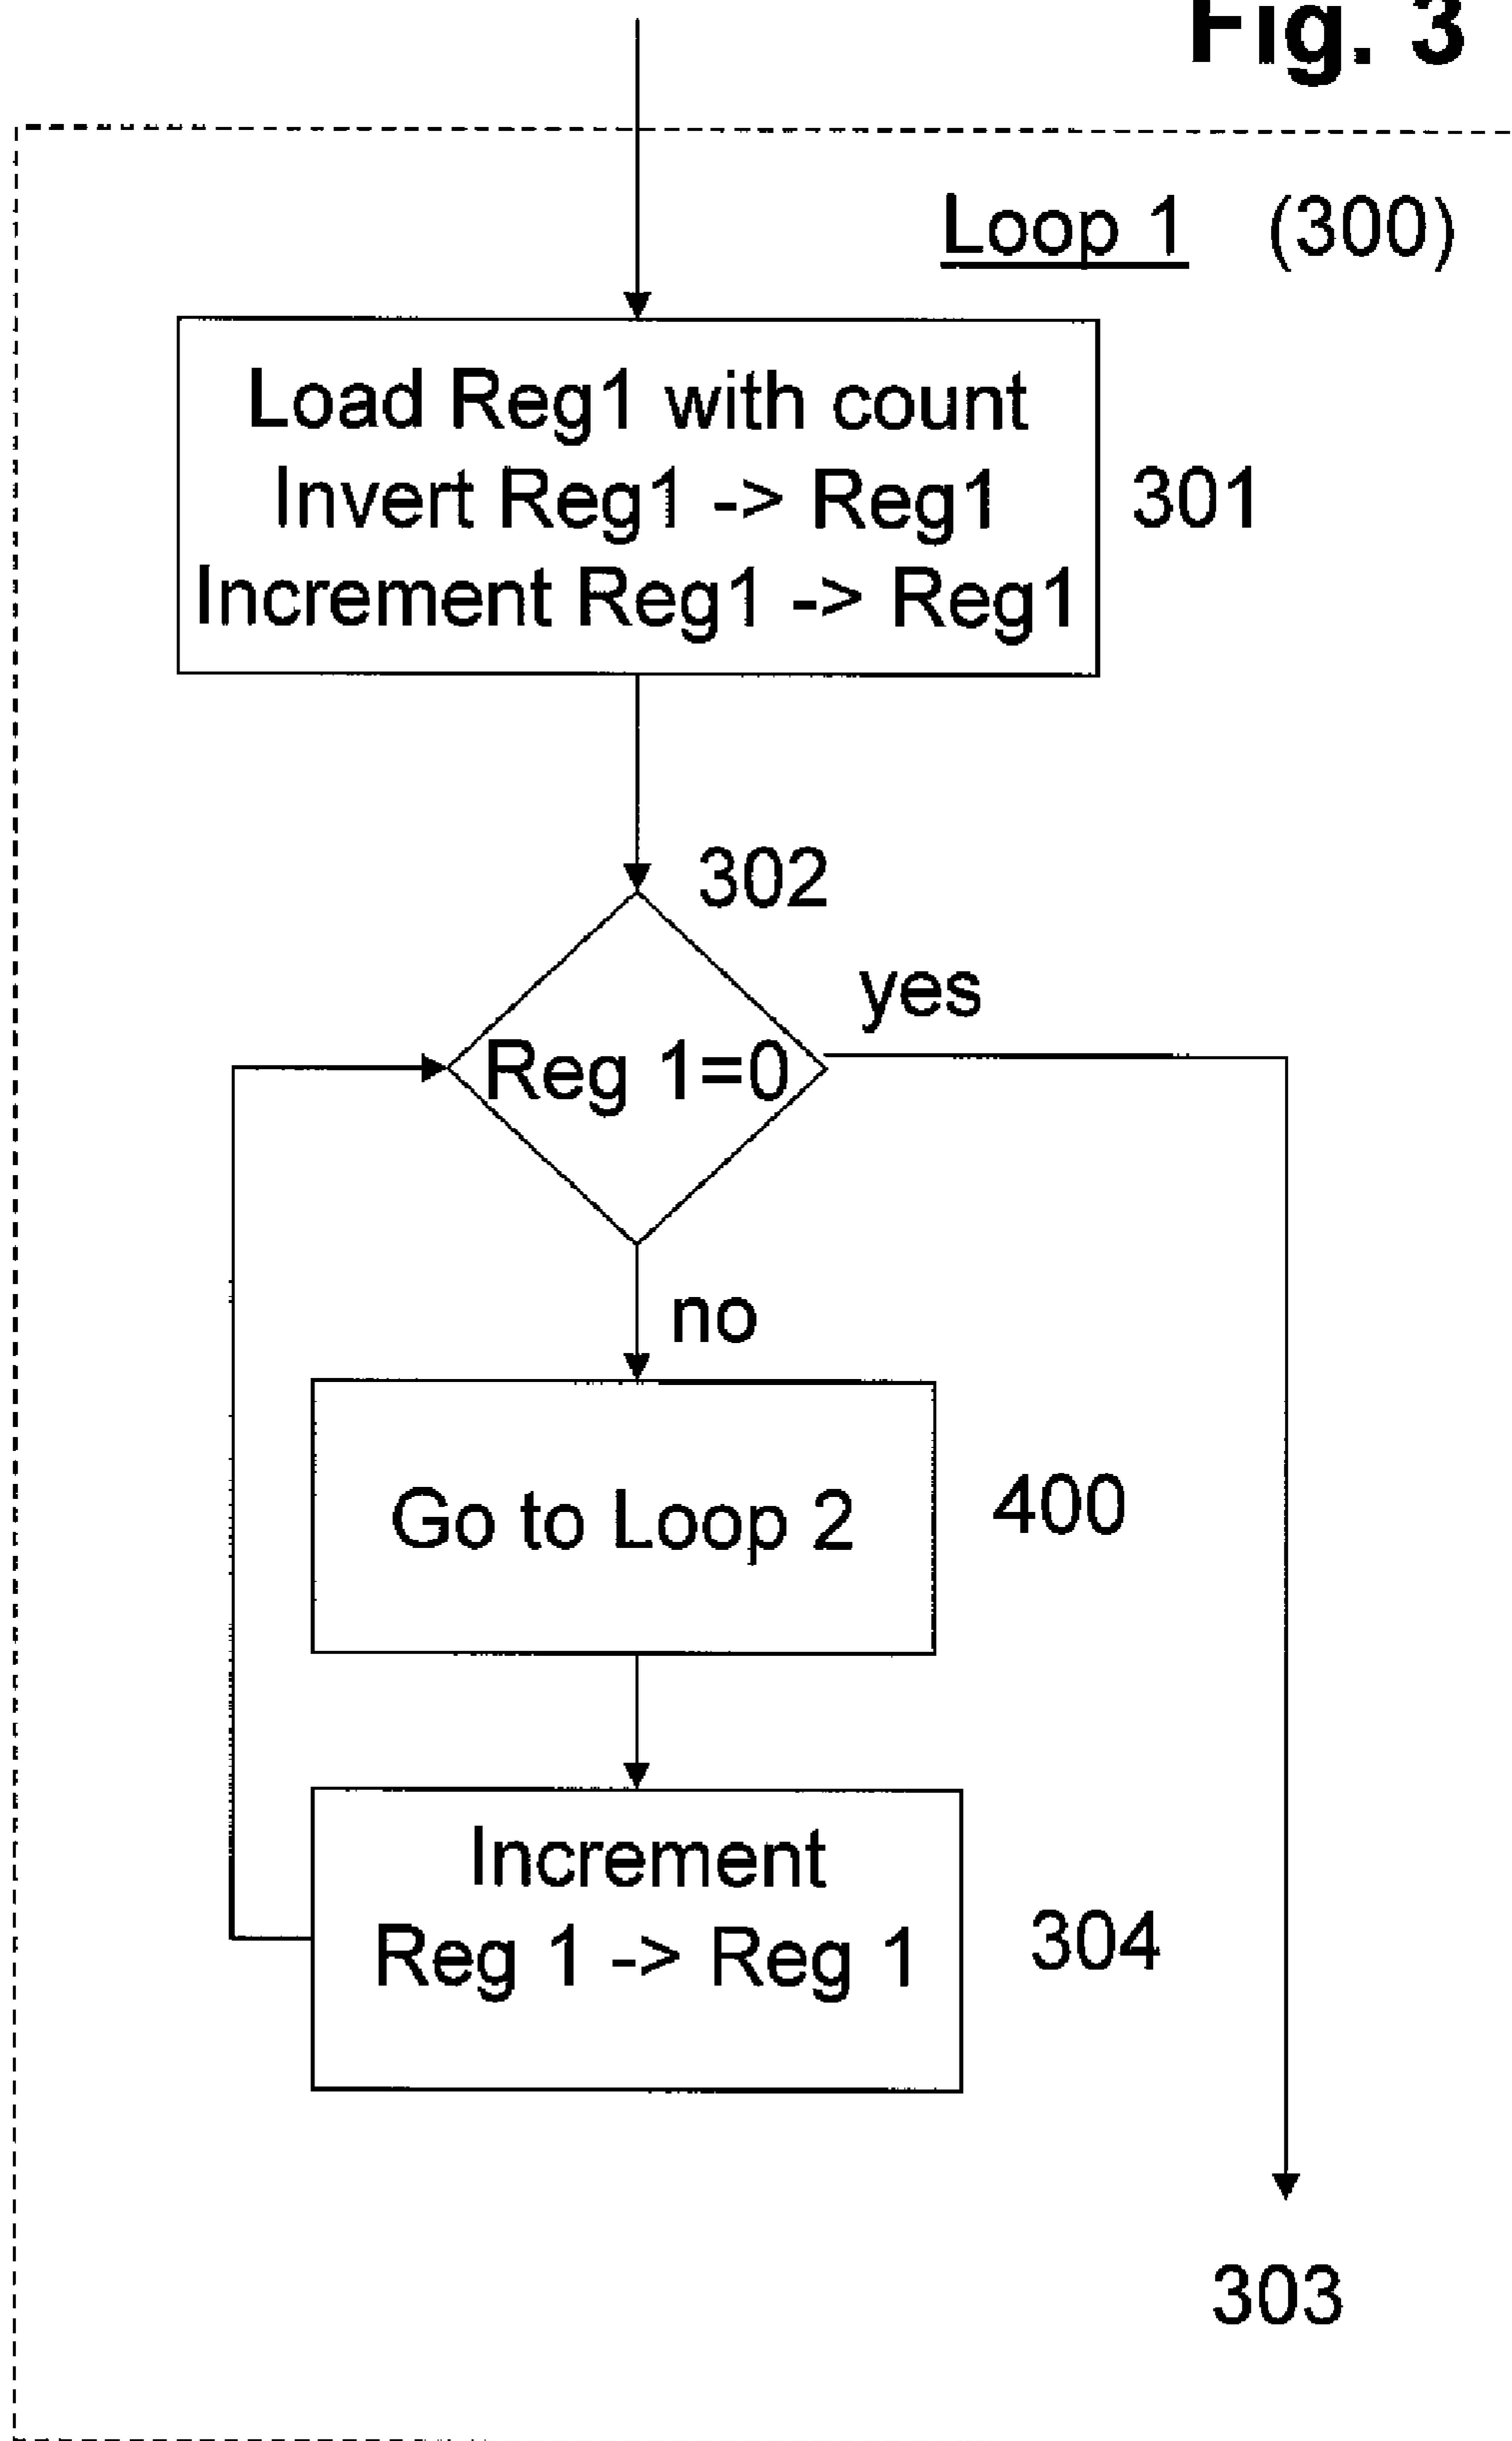 Fig. 3
Loop 1 (300)
Load Reg1 with count
Invert Reg1 -> Reg1
Increment Reg1 -> Reg1
301
302
yes
Reg 1=0
no
Go to Loop 2
400
Increment
Reg 1 -> Reg 1
304
303